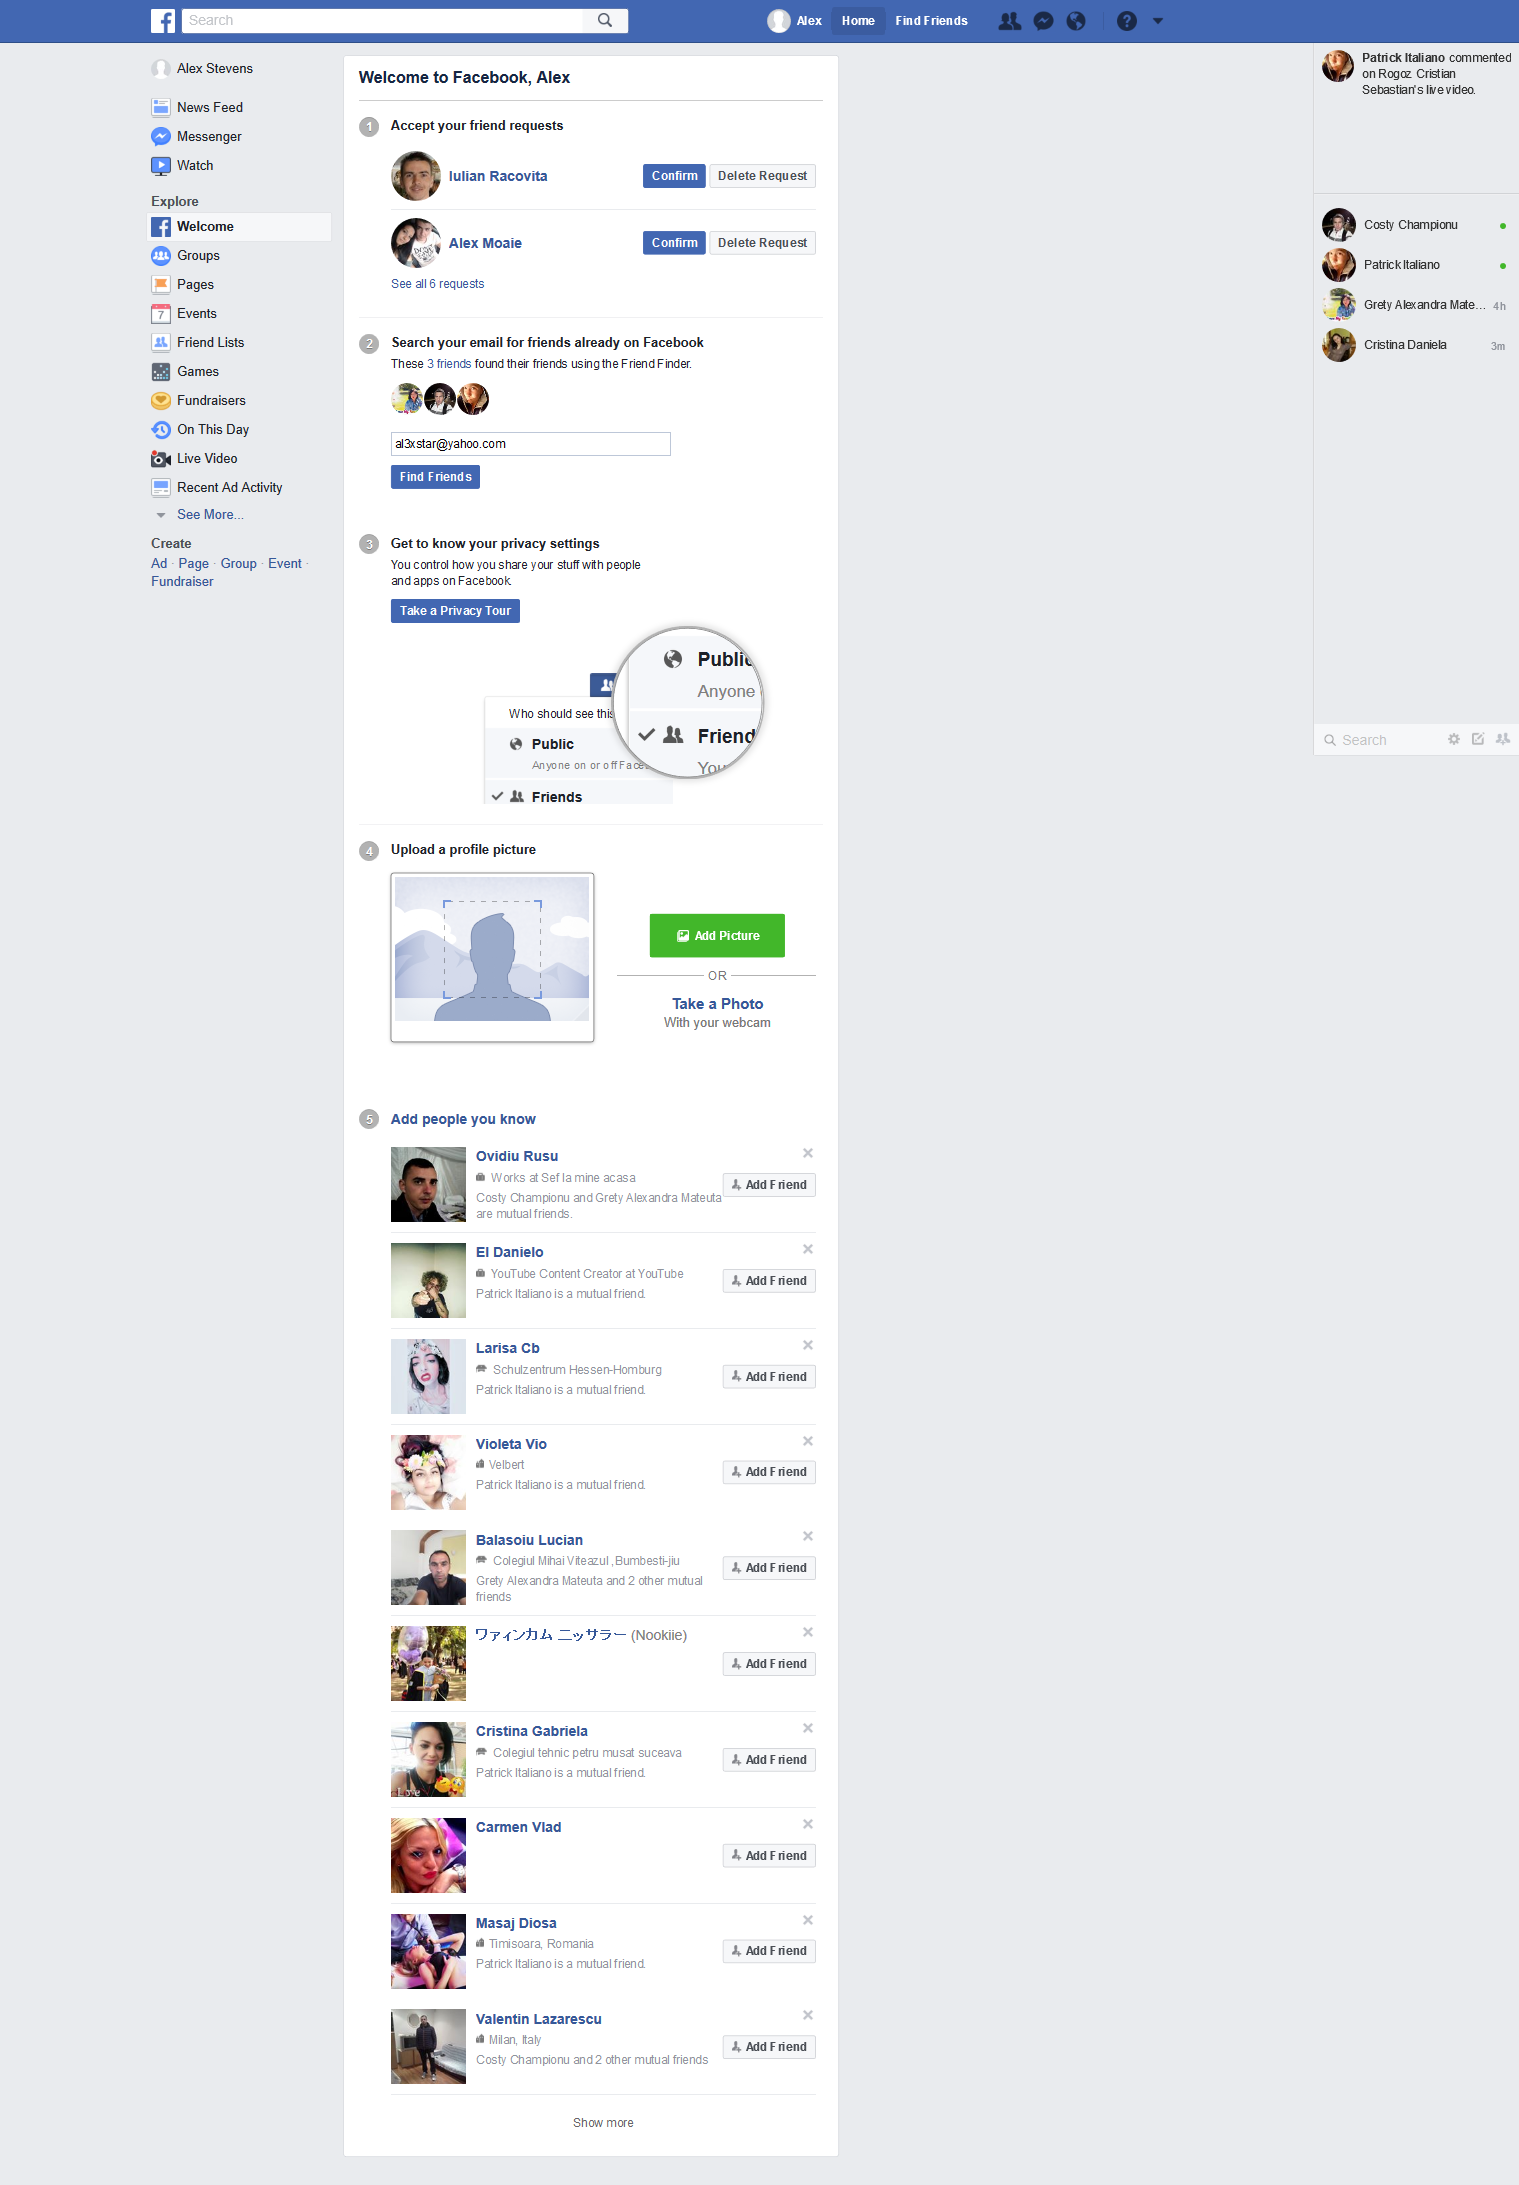 Search
Alex
Home
Find Friends
Alex Stevens
News Feed
Messenger
Watch
Explore
Welcome
Groups
Pages
7
Events
Friend Lists
Games
Fundraisers
On This Day
Live Video
Recent Ad Activity
See More...
Create
Ad · Page · Group · Event ·
Fundraiser
Welcome to Facebook, Alex
1 Accept your friend requests
Iulian Racovita
Confirm
Delete Request
Alex Moaie
Confirm
Delete Request
See all 6 requests
2 Search your email for friends already on Facebook
These 3 friends found their friends using the Friend Finder.
al3xstar@yahoo.com
Find Friends
3 Get to know your privacy settings
You control how you share your stuff with people
and apps on Facebook.
Take a Privacy Tour
Who should see this
Public
Anyone on or off Face
Friends
Public
Anyone
Friend
You
4 Upload a profile picture
Add Picture
OR
Take a Photo
With your webcam
5 Add people you know
Ovidiu Rusu
Works at Sef la mine acasa
Costy Championu and Grety Alexandra Mateuta
are mutual friends.
Add Friend
El Danielo
YouTube Content Creator at YouTube
Patrick Italiano is a mutual friend.
Add Friend
Larisa Cb
Schulzentrum Hessen-Homburg
Patrick Italiano is a mutual friend.
Add Friend
Violeta Vio
Velbert
Patrick Italiano is a mutual friend.
Add Friend
Balasoiu Lucian
Colegiul Mihai Viteazul ,Bumbesti-jiu
Grety Alexandra Mateuta and 2 other mutual
friends
Add Friend
ワァィンカム ニッサラー (Nookiie)
Add Friend
Cristina Gabriela
Colegiul tehnic petru musat suceava
Patrick Italiano is a mutual friend.
Add Friend
Love
Carmen Vlad
Add Friend
Masaj Diosa
Timisoara, Romania
Patrick Italiano is a mutual friend.
Add Friend
Valentin Lazarescu
Milan, Italy
Costy Championu and 2 other mutual friends
Add Friend
Show more
Patrick Italiano commented
on Rogoz Cristian
Sebastian's live video.
Costy Championu
Patrick Italiano
Grety Alexandra Mate... 4h
Cristina Daniela 3m
Search